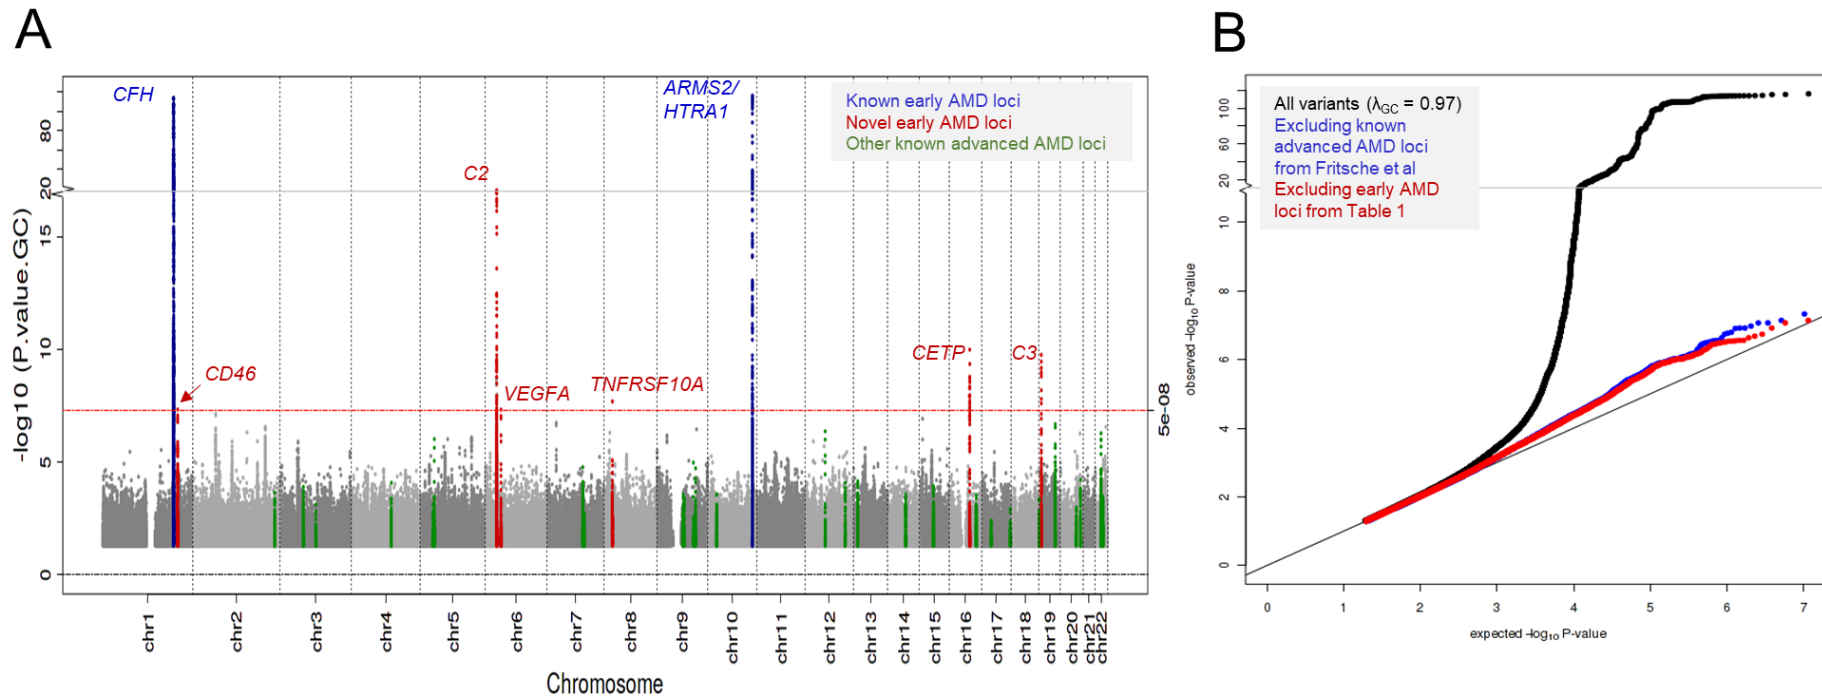 A
CFH
ARMS2/
HTRA1
Known early AMD loci
Novel early AMD loci
Other known advanced AMD loci
C2
CD46
VEGFA
TNFRSF10A
CETP
C3
-log10 (P.value.GC)
80
20
15
10
5
0
5e-08
chr1
chr2
chr3
chr4
chr5
chr6
chr7
chr8
chr9
chr10
chr11
chr12
chr13
chr14
chr15
chr16
chr17
chr18
chr19
chr20
chr21
chr22
Chromosome
B
All variants (λGC = 0.97)
Excluding known
advanced AMD loci
from Fritsche et al
Excluding early AMD
loci from Table 1
observed -log10 P-value
100
80
60
40
20
10
8
6
4
2
0
0 1 2 3 4 5 6 7
expected -log10 P-value